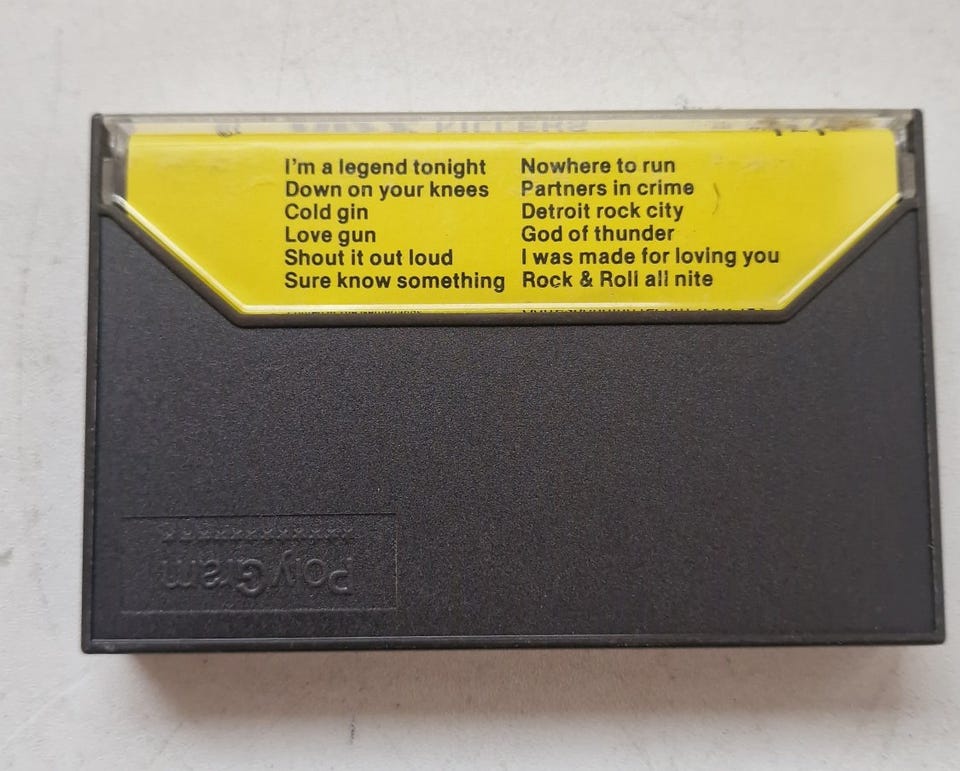 KILLERS
I'm a legend tonight
Down on your knees
Cold gin
Love gun
Shout it out loud
Sure know something
Nowhere to run
Partners in crime
Detroit rock city
God of thunder
I was made for loving you
Rock & Roll all nite
PolyGram